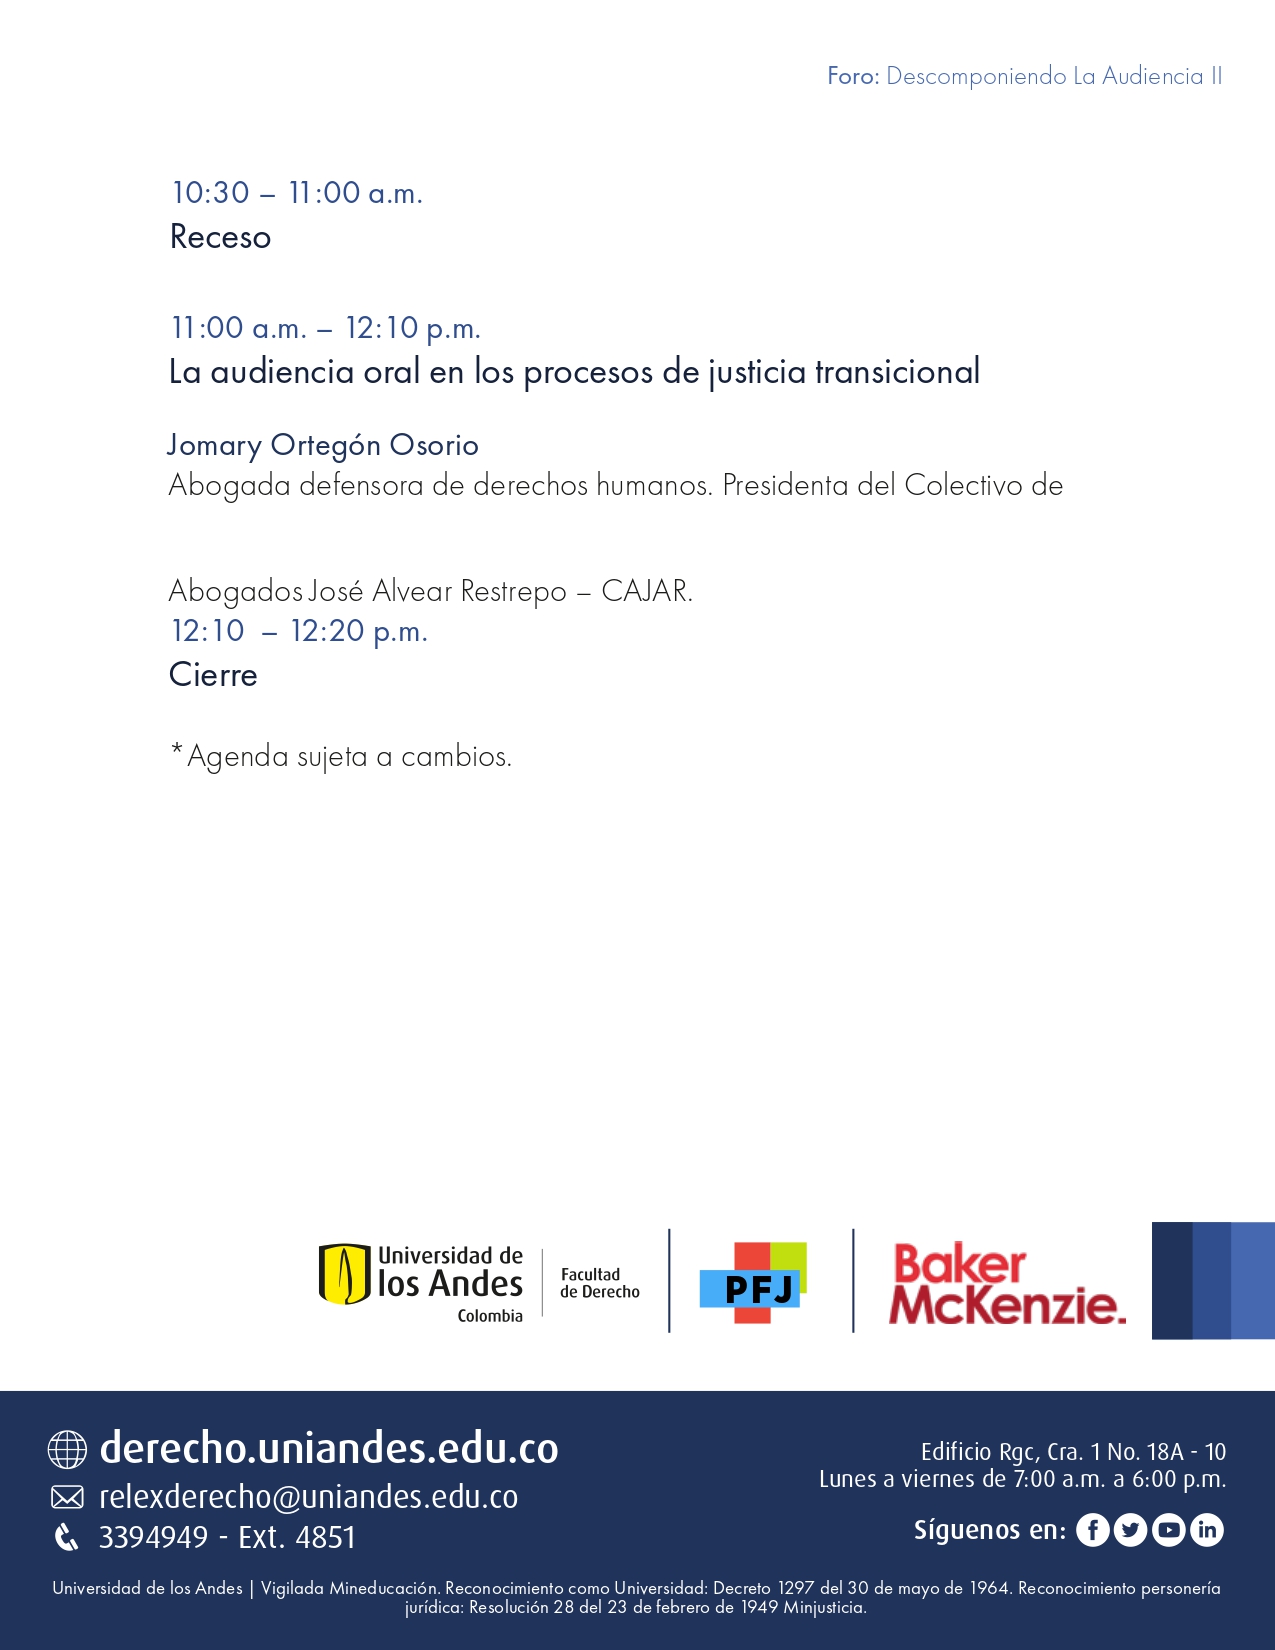 Foro: Descomponiendo La Audiencia II
10:30 – 11:00 a.m.
Receso
11:00 a.m. – 12:10 p.m.
La audiencia oral en los procesos de justicia transicional
Jomary Ortegón Osorio
Abogada defensora de derechos humanos. Presidenta del Colectivo de
Abogados José Alvear Restrepo – CAJAR.
12:10 – 12:20 p.m.
Cierre
*Agenda sujeta a cambios.
Universidad de
los Andes
Colombia
Facultad
de Derecho
PFJ
Baker
McKenzie.
derecho.uniandes.edu.co
relexderecho@uniandes.edu.co
3394949 - Ext. 4851
Edificio Rgc, Cra. 1 No. 18A - 10
Lunes a viernes de 7:00 a.m. a 6:00 p.m.
Síguenos en:
Universidad de los Andes | Vigilada Mineducación. Reconocimiento como Universidad: Decreto 1297 del 30 de mayo de 1964. Reconocimiento personería
jurídica: Resolución 28 del 23 de febrero de 1949 Minjusticia.